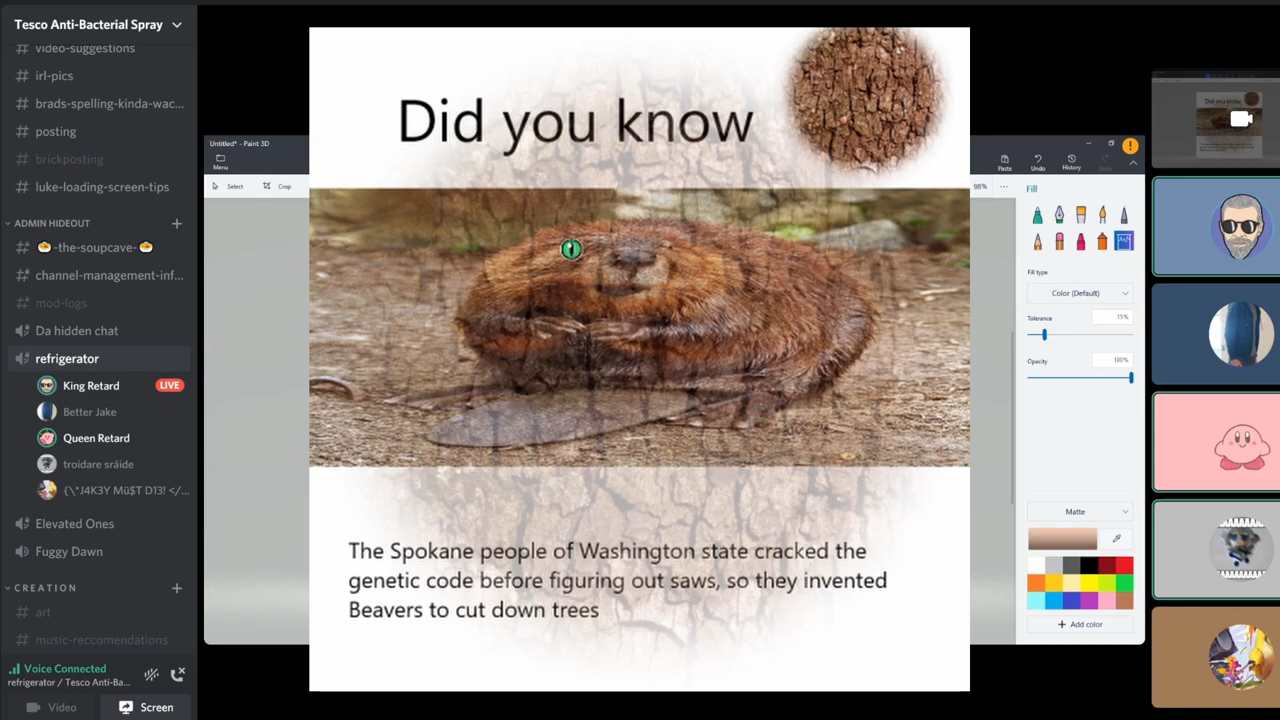 Tesco Anti-Bacterial Spray
video-suggestions
irl-pics
brads-spelling-kinda-wac...
posting
brickposting
luke-loading-screen-tips
ADMIN HIDEOUT
-the-soupcave-
channel-management-inf...
mod-logs
Da hidden chat
refrigerator
King Retard LIVE
Better Jake
Queen Retard
troidare sráide
{\*J4K3Y MüŞT D13! </...
Elevated Ones
Fuggy Dawn
CREATION
art
music-reccomendations
Voice Connected
refrigerator / Tesco Anti-Ba...
Video Screen
Untitled* - Paint 3D
Menu
Select Crop
Did you know
The Spokane people of Washington state cracked the
genetic code before figuring out saws, so they invented
Beavers to cut down trees
Paste Undo History
98% ...
Fill
Fill type
Color (Default)
Tolerance 15%
Opacity 100%
Matte
+ Add color